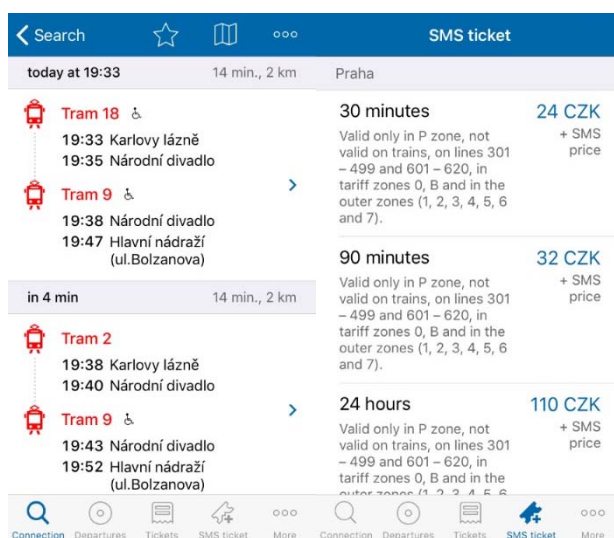 Search
today at 19:33 14 min., 2 km
Tram 18
19:33 Karlovy lázně
19:35 Národní divadlo
Tram 9
19:38 Národní divadlo
19:47 Hlavní nádraží
(ul.Bolzanova)
in 4 min 14 min., 2 km
Tram 2
19:38 Karlovy lázně
19:40 Národní divadlo
Tram 9
19:43 Národní divadlo
19:52 Hlavní nádraží
(ul.Bolzanova)
Connection Departures Tickets SMS ticket More
SMS ticket
Praha
30 minutes 24 CZK
Valid only in P zone, not + SMS
valid on trains, on lines 301 price
– 499 and 601 – 620, in
tariff zones 0, B and in the
outer zones (1, 2, 3, 4, 5, 6
and 7).
90 minutes 32 CZK
Valid only in P zone, not + SMS
valid on trains, on lines 301 price
– 499 and 601 – 620, in
tariff zones 0, B and in the
outer zones (1, 2, 3, 4, 5, 6
and 7).
24 hours 110 CZK
Valid only in P zone, not + SMS
valid on trains, on lines 301 price
– 499 and 601 – 620, in
tariff zones 0, B and in the
outer zones (1, 2, 3, 4, 5, 6
Connection Departures Tickets SMS ticket More